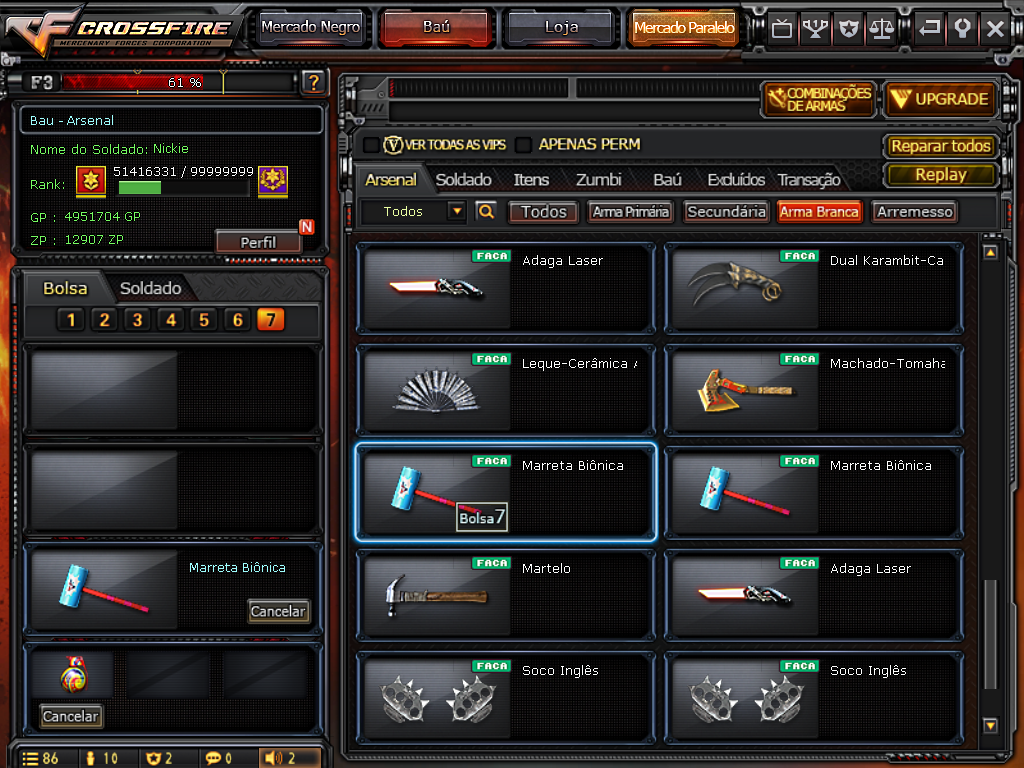 CROSSFIRE
MERCENARY FORCES CORPORATION
Mercado Negro
Baú
Loja
Mercado Paralelo
F3
61 %
?
COMBINAÇÕES
DE ARMAS
UPGRADE
Bau - Arsenal
Nome do Soldado: Nickie
Rank:
51416331 / 99999999
GP : 4951704 GP
ZP : 12907 ZP
N
Perfil
V VER TODAS AS VIPS
APENAS PERM
Reparar todos
Replay
Arsenal Soldado Itens Zumbi Baú Excluídos Transação
Todos
Todos
Arma Primária
Secundária
Arma Branca
Arremesso
Bolsa Soldado
1 2 3 4 5 6 7
Marreta Biônica
Cancelar
Cancelar
86 10 2 0 2
FACA Adaga Laser
FACA Dual Karambit-Ca
FACA Leque-Cerâmica
FACA Machado-Tomaha
FACA Marreta Biônica
Bolsa7
FACA Marreta Biônica
FACA Martelo
FACA Adaga Laser
FACA Soco Inglês
FACA Soco Inglês